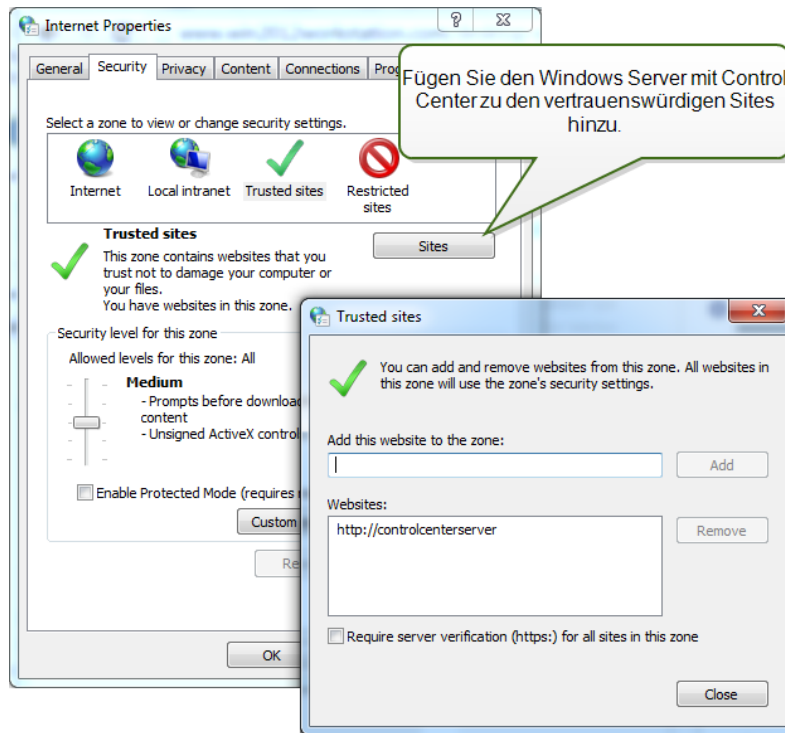 Internet Properties
General Security Privacy Content Connections
Fügen Sie den Windows Server mit Control
Center zu den vertrauenswürdigen Sites
hinzu.
Select a zone to view or change security settings.
Internet
Local intranet
Trusted sites
Restricted
sites
Trusted sites
Sites
This zone contains websites that you
trust not to damage your computer or
your files.
You have websites in this zone.
Security level for this zone
Allowed levels for this zone: All
Medium
- Prompts before
content
- Unsigned ActiveX
Enable Protected Mode (requires
Custom
OK
Trusted sites
You can add and remove websites from this zone. All websites in
this zone will use the zone's security settings.
Add this website to the zone:
Add
Websites:
http://controlcenterserver
Remove
Require server verification (https:) for all sites in this zone
Close